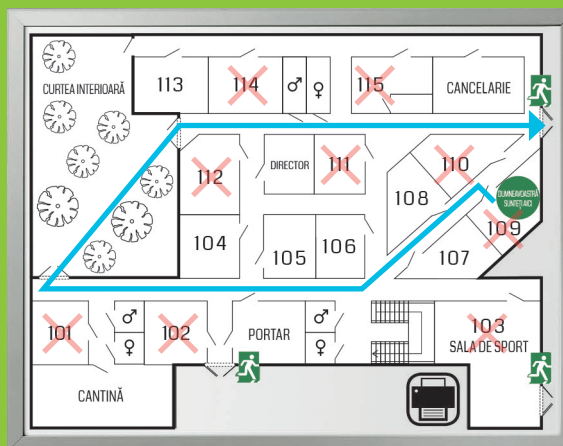 113
114
115
CANCELARIE
CURTEA INTERIOARĂ
112
DIRECTOR
111
110
108
DUMNEAVOASTRĂ
SUNTEȚI AICI
109
104
105
106
107
101
102
PORTAR
103
SALA DE SPORT
CANTINĂ